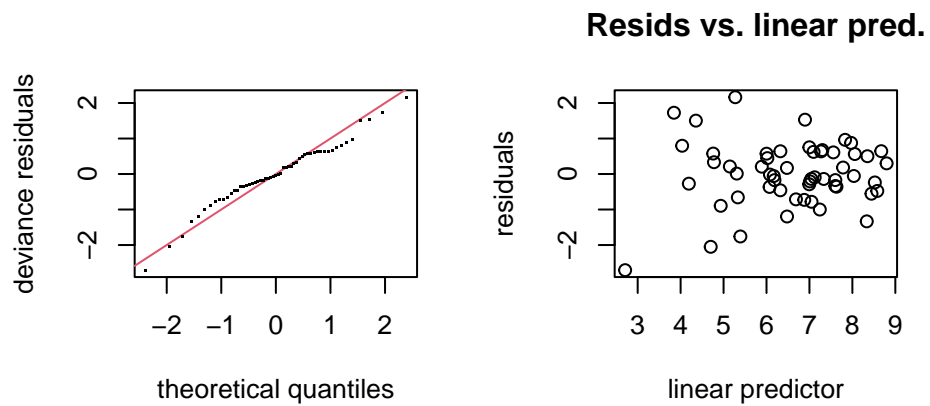 Resids vs. linear pred.
deviance residuals
2
0
−2
−2 −1 0 1 2
theoretical quantiles
residuals
2
0
−2
3 4 5 6 7 8 9
linear predictor